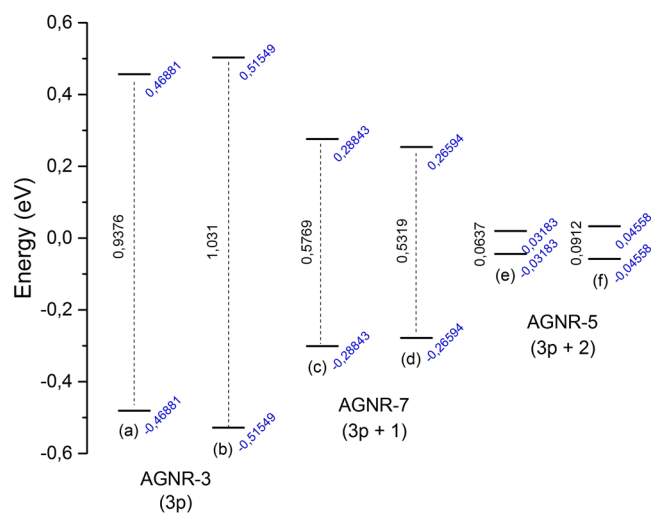 0,6
0,4
0,2
0,0
-0,2
-0,4
-0,6
Energy (eV)
0,46881
0,9376
-0,46881
(a)
0,51549
1,031
-0,51549
(b)
AGNR-3
(3p)
0,28843
0,5769
-0,28843
(c)
0,26594
0,5319
-0,26594
(d)
AGNR-7
(3p + 1)
0,03183
0,0637
-0,03183
(e)
0,04558
0,0912
-0,04558
(f)
AGNR-5
(3p + 2)